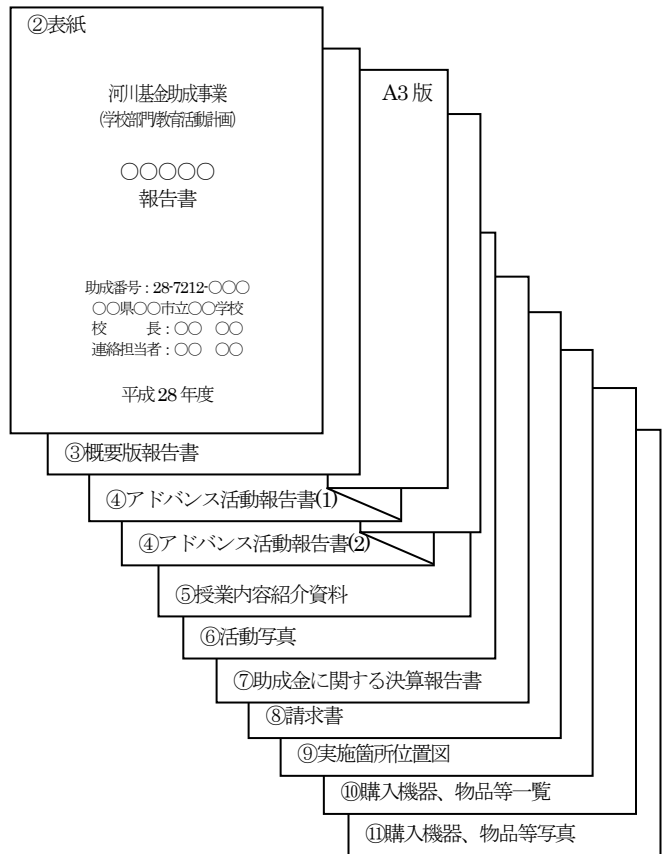 ②表紙
河川基金助成事業
(学校部門/教育活動計画)
○○○○○
報告書
助成番号：28-7212-○○○
○○県○○市立○○学校
校　　長：○○　○○
連絡担当者：○○　○○
平成 28 年度
A3 版
③概要版報告書
④アドバンス活動報告書(1)
④アドバンス活動報告書(2)
⑤授業内容紹介資料
⑥活動写真
⑦助成金に関する決算報告書
⑧請求書
⑨実施箇所位置図
⑩購入機器、物品等一覧
⑪購入機器、物品等写真